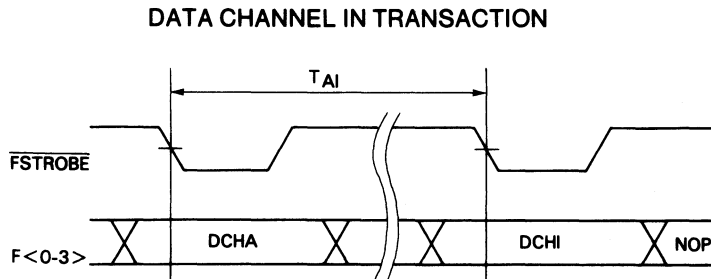 DATA CHANNEL IN TRANSACTION
TAI
FSTROBE
F<0-3>
DCHA
DCHI
NOP